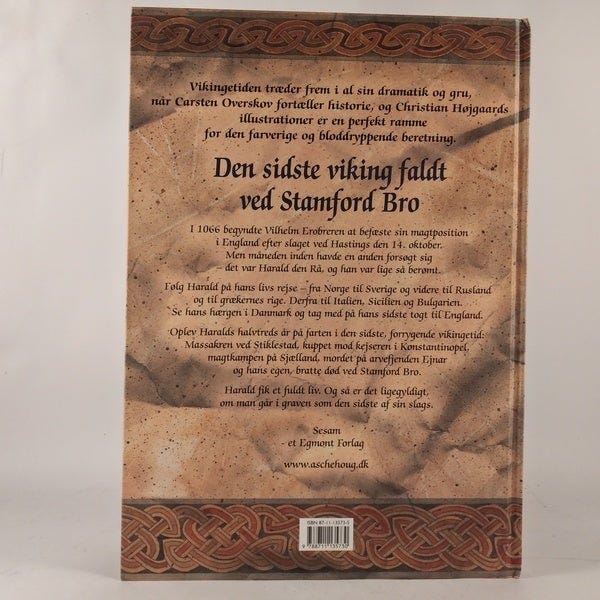 Vikingetiden træder frem i al sin dramatik og gru,
når Carsten Overskov fortæller historie, og Christian Højgaards
illustrationer er en perfekt ramme
for den farverige og bloddryppende beretning.
Den sidste viking faldt
ved Stamford Bro
I 1066 begyndte Vilhelm Erobreren at befæste sin magtposition
i England efter slaget ved Hastings den 14. oktober.
Men måneden inden havde en anden forsøgt sig
– det var Harald den Rå, og han var lige så berømt.
Følg Harald på hans livs rejse – fra Norge til Sverige og videre til Rusland
og til grækernes rige. Derfra til Italien, Sicilien og Bulgarien.
Se hans hærgen i Danmark og tag med på hans sidste togt til England.
Oplev Haralds halvtreds år på farten i den sidste, forrygende vikingetid:
Massakren ved Stiklestad, kuppet mod kejseren i Konstantinopel,
magtkampen på Sjælland, mordet på arvefjenden Ejnar
og hans egen, bratte død ved Stamford Bro.
Harald fik et fuldt liv. Og så er det ligegyldigt,
om man går i graven som den sidste af sin slags.
Sesam
- et Egmont Forlag
www.aschehoug.dk
ISBN 87-11-13573-5
9 788711 135730